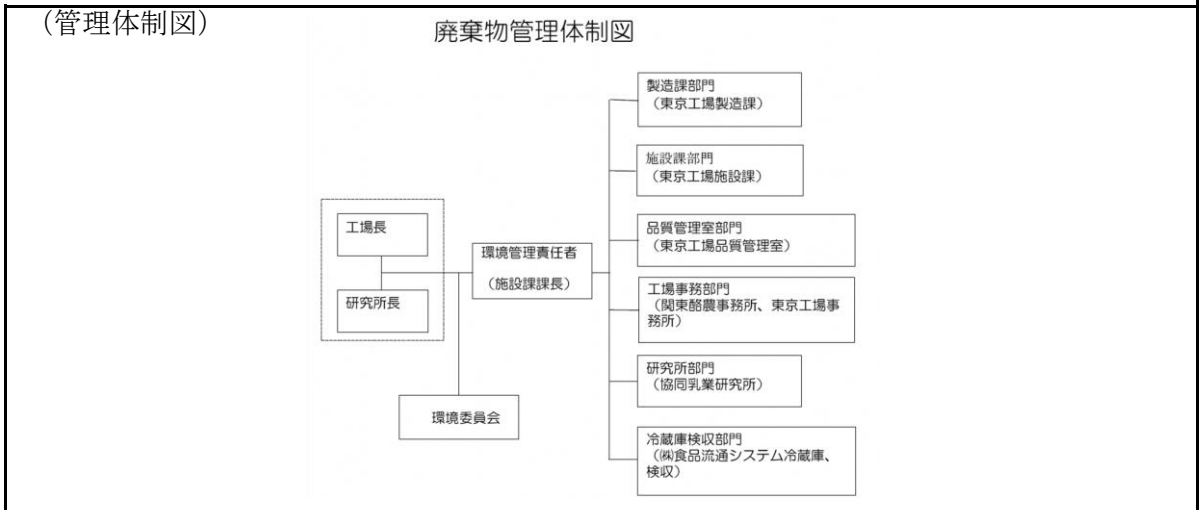 （管理体制図）
廃棄物管理体制図
製造課部門
（東京工場製造課）
施設課部門
（東京工場施設課）
工場長
研究所長
環境管理責任者
（施設課課長）
環境委員会
品質管理室部門
（東京工場品質管理室）
工場事務部門
（関東酪農事務所、東京工場事
務所）
研究所部門
（協同乳業研究所）
冷蔵庫検収部門
（㈱食品流通システム冷蔵庫、
検収）